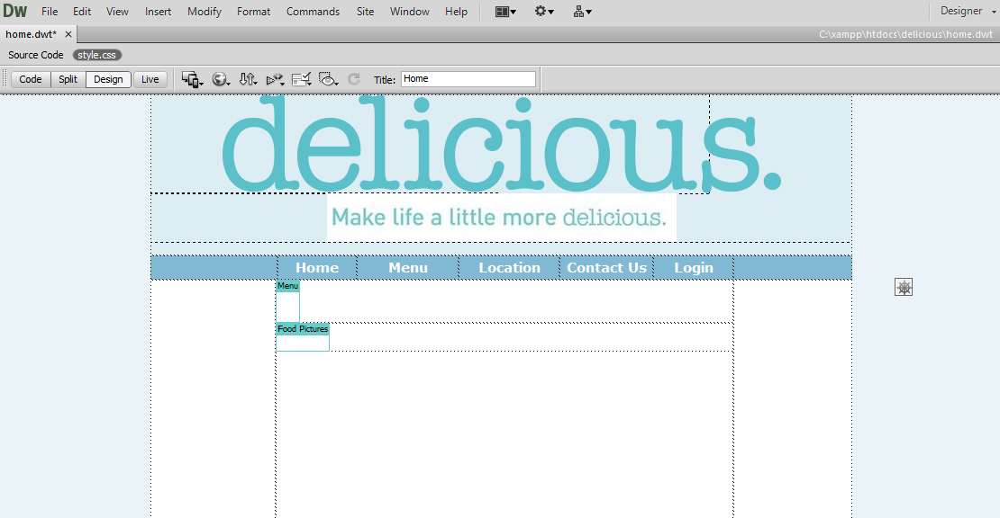 Dw File Edit View Insert Modify Format Commands Site Window Help Designer
home.dwt* × C:\xampp\htdocs\delicious\home.dwt
Source Code style.css
Code Split Design Live Title: Home
delicious.
Make life a little more delicious.
Home Menu Location Contact Us Login
Menu
Food Pictures